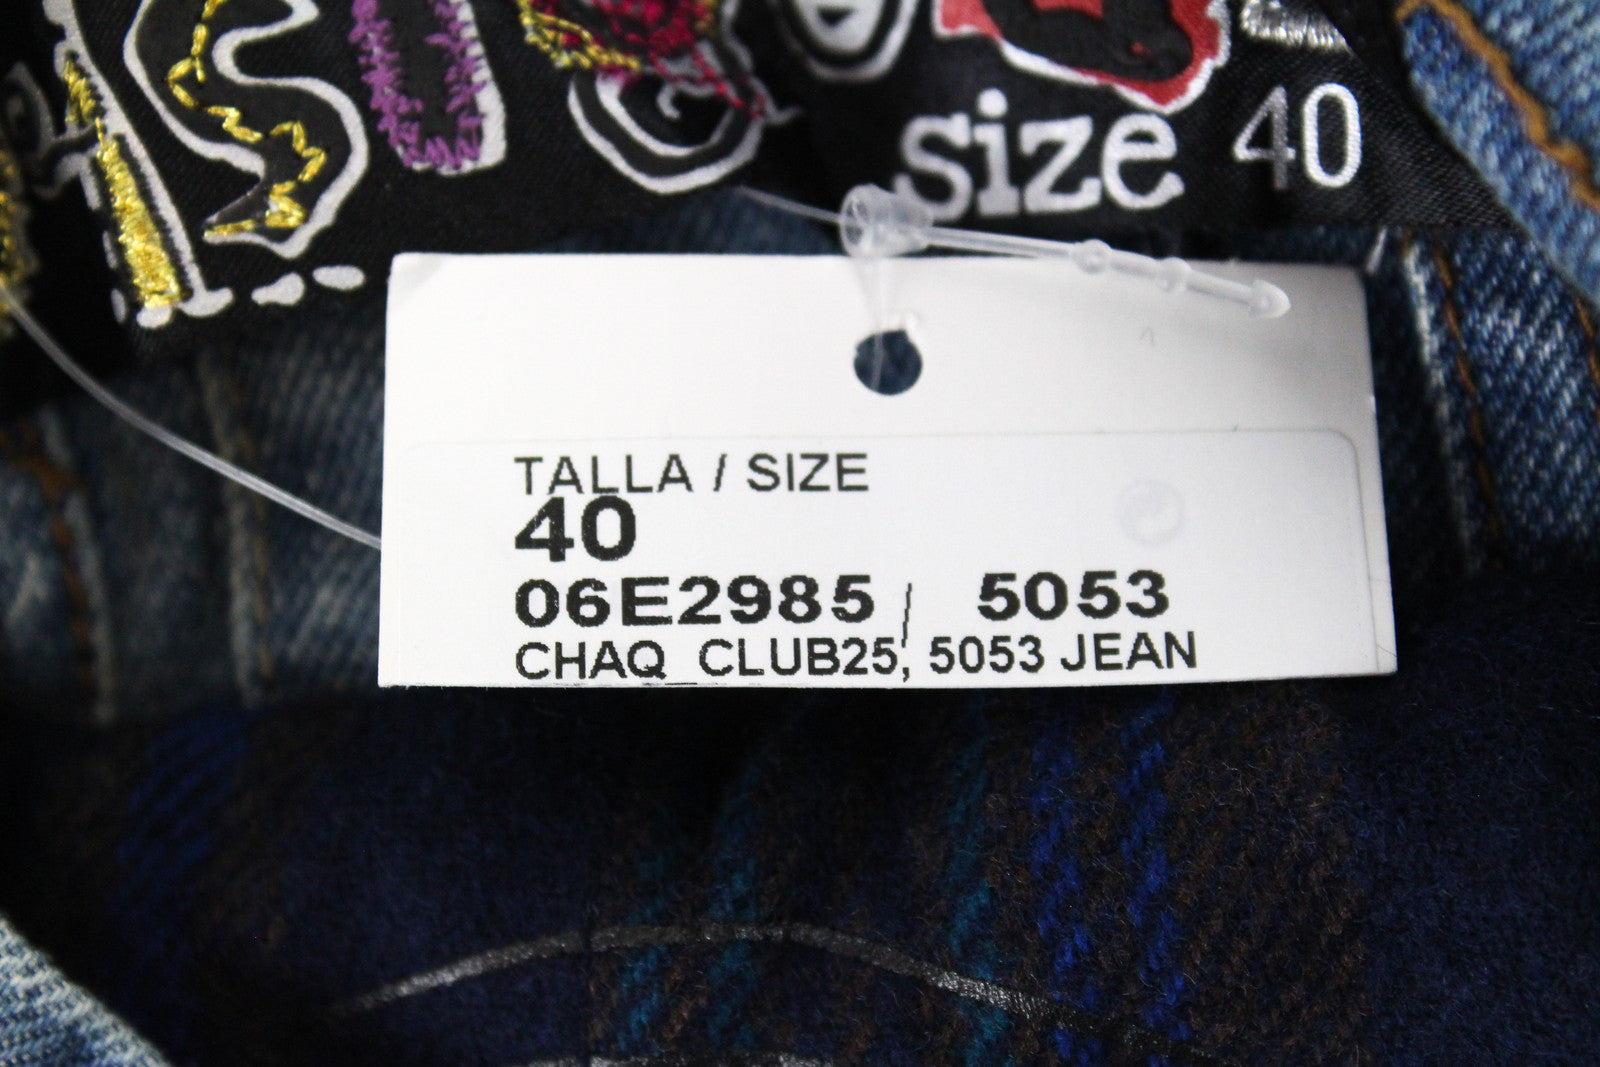 size 40
TALLA / SIZE
40
06E2985 / 5053
CHAQ_CLUB25, 5053 JEAN